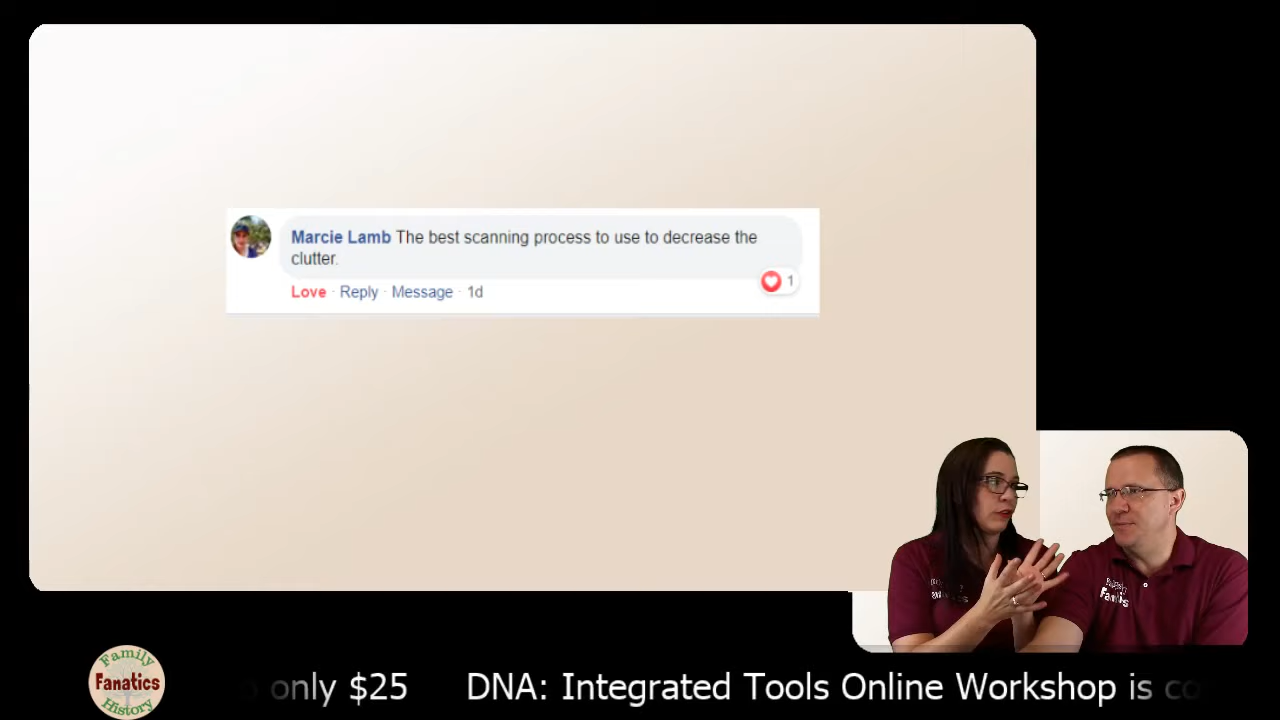 Marcie Lamb The best scanning process to use to decrease the
clutter.
1
Love · Reply · Message · 1d
Fanatics
Family
Fanatics
History
only $25 DNA: Integrated Tools Online Workshop is